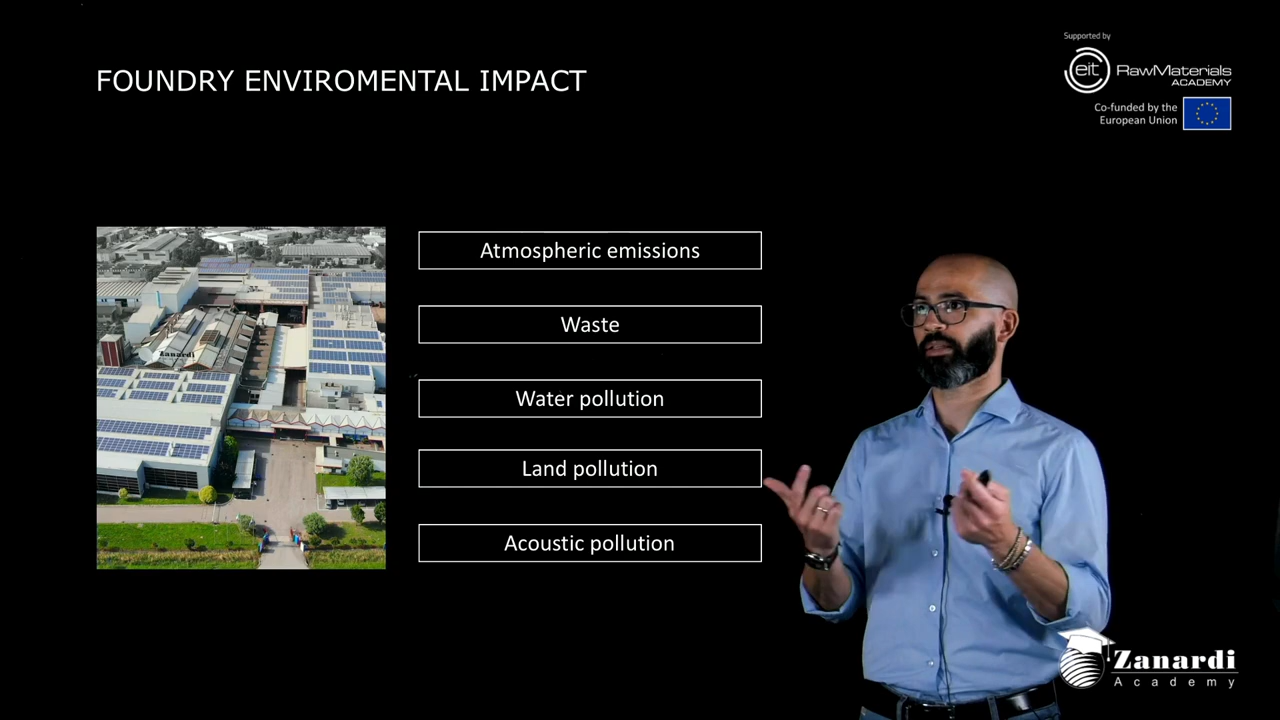 FOUNDRY ENVIROMENTAL IMPACT
Supported by
eit RawMaterials
ACADEMY
Co-funded by the
European Union
Atmospheric emissions
Waste
Water pollution
Land pollution
Acoustic pollution
Zanardi
Zanardi
Academy